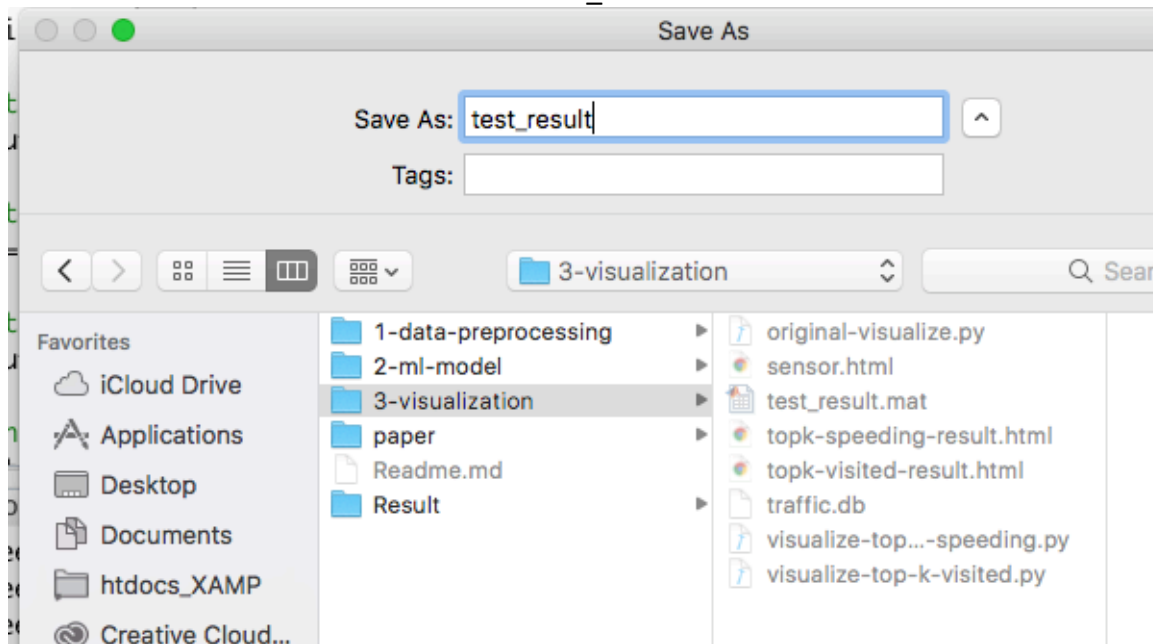 Save As
Save As: test_result
Tags:
3-visualization
Sear
Favorites
iCloud Drive
Applications
Desktop
Documents
htdocs_XAMP
Creative Cloud...
1-data-preprocessing
2-ml-model
3-visualization
paper
Readme.md
Result
original-visualize.py
sensor.html
test_result.mat
topk-speeding-result.html
topk-visited-result.html
traffic.db
visualize-top...-speeding.py
visualize-top-k-visited.py